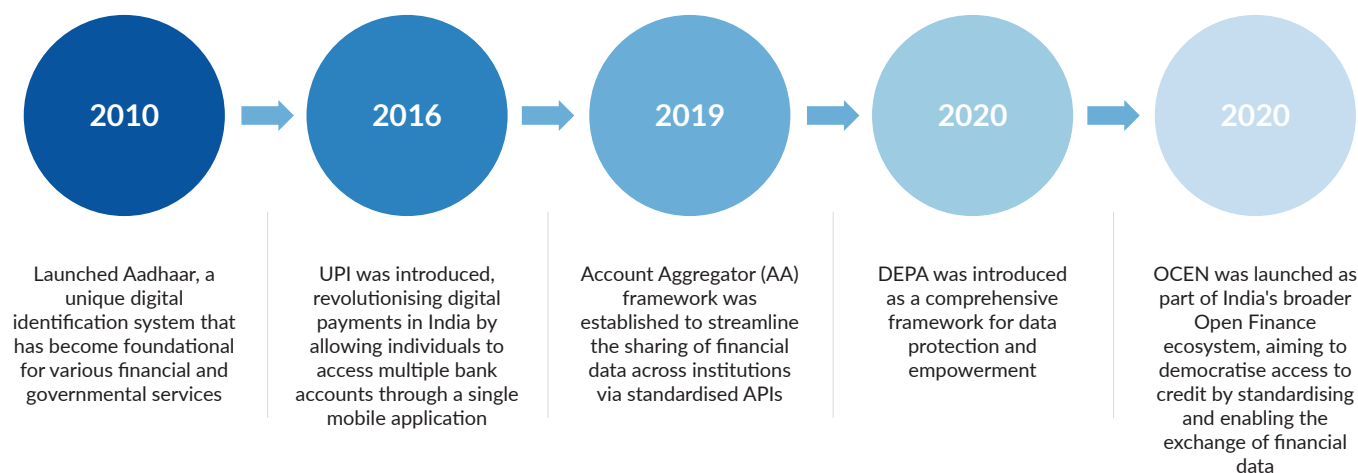 2010
2016
2019
2020
2020
Launched Aadhaar, a
unique digital
identification system that
has become foundational
for various financial and
governmental services
UPI was introduced,
revolutionising digital
payments in India by
allowing individuals to
access multiple bank
accounts through a single
mobile application
Account Aggregator (AA)
framework was
established to streamline
the sharing of financial
data across institutions
via standardised APIs
DEPA was introduced
as a comprehensive
framework for data
protection and
empowerment
OCEN was launched as
part of India's broader
Open Finance
ecosystem, aiming to
democratise access to
credit by standardising
and enabling the
exchange of financial
data